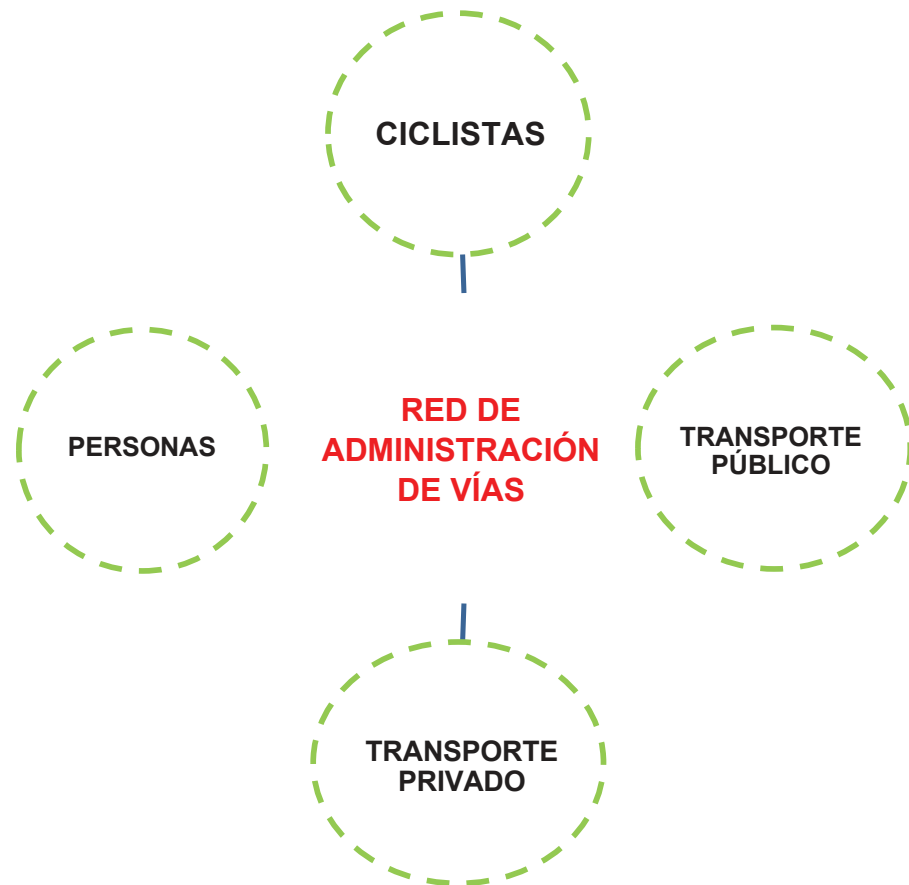 CICLISTAS
PERSONAS
RED DE
ADMINISTRACIÓN
DE VÍAS
TRANSPORTE
PÚBLICO
TRANSPORTE
PRIVADO